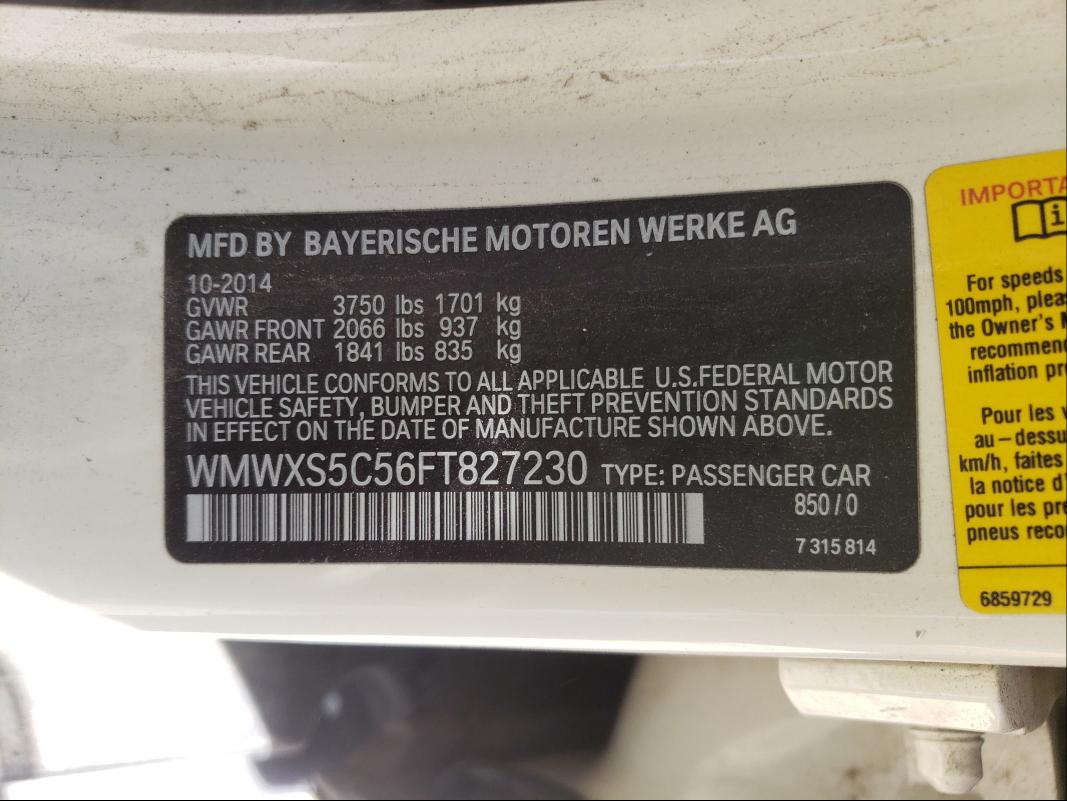 MFD BY BAYERISCHE MOTOREN WERKE AG
10-2014
GVWR 3750 lbs 1701 kg
GAWR FRONT 2066 lbs 937 kg
GAWR REAR 1841 lbs 835 kg
THIS VEHICLE CONFORMS TO ALL APPLICABLE U.S.FEDERAL MOTOR
VEHICLE SAFETY, BUMPER AND THEFT PREVENTION STANDARDS
IN EFFECT ON THE DATE OF MANUFACTURE SHOWN ABOVE.
WMWXS5C56FT827230 TYPE: PASSENGER CAR
850/0
7 315 814
IMPORTA
i
For speeds
100mph, pleas
the Owner's M
recommend
inflation pre
Pour les v
au-dessu
km/h, faites
la notice d'
pour les pre
pneus reco
6859729